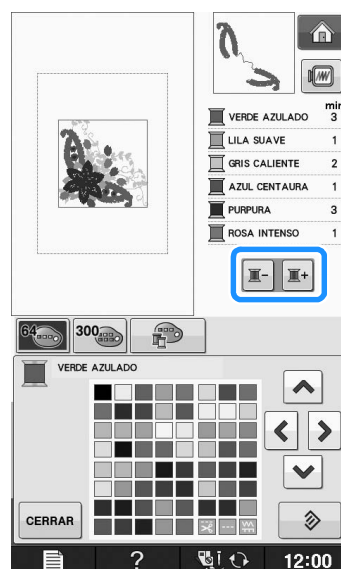 min
VERDE AZULADO 3
LILA SUAVE 1
GRIS CALIENTE 2
AZUL CENTAURA 1
PURPURA 3
ROSA INTENSO 1
- +
64 300
VERDE AZULADO
CERRAR
? 12:00